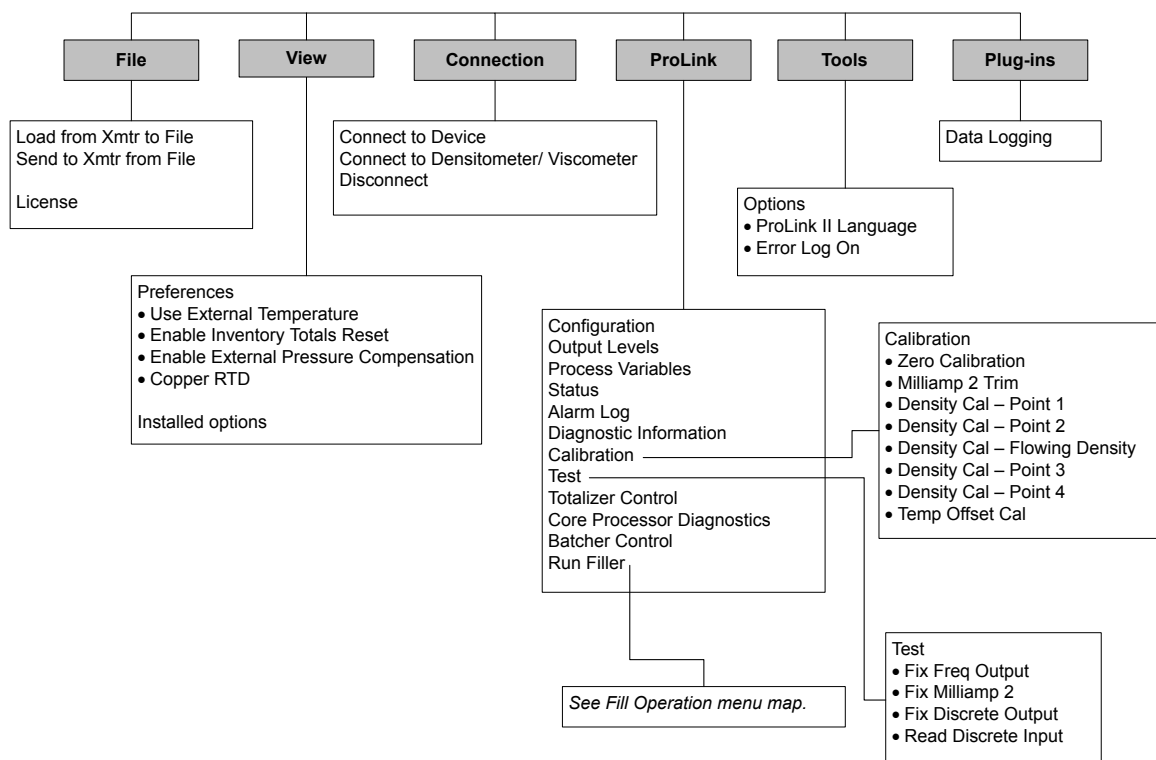 File
View
Connection
ProLink
Tools
Plug-ins
Load from Xmtr to File
Send to Xmtr from File
License
Connect to Device
Connect to Densitometer/ Viscometer
Disconnect
Data Logging
Options
• ProLink II Language
• Error Log On
Preferences
• Use External Temperature
• Enable Inventory Totals Reset
• Enable External Pressure Compensation
• Copper RTD
Installed options
Configuration
Output Levels
Process Variables
Status
Alarm Log
Diagnostic Information
Calibration
Test
Totalizer Control
Core Processor Diagnostics
Batcher Control
Run Filler
Calibration
• Zero Calibration
• Milliamp 2 Trim
• Density Cal – Point 1
• Density Cal – Point 2
• Density Cal – Flowing Density
• Density Cal – Point 3
• Density Cal – Point 4
• Temp Offset Cal
See Fill Operation menu map.
Test
• Fix Freq Output
• Fix Milliamp 2
• Fix Discrete Output
• Read Discrete Input